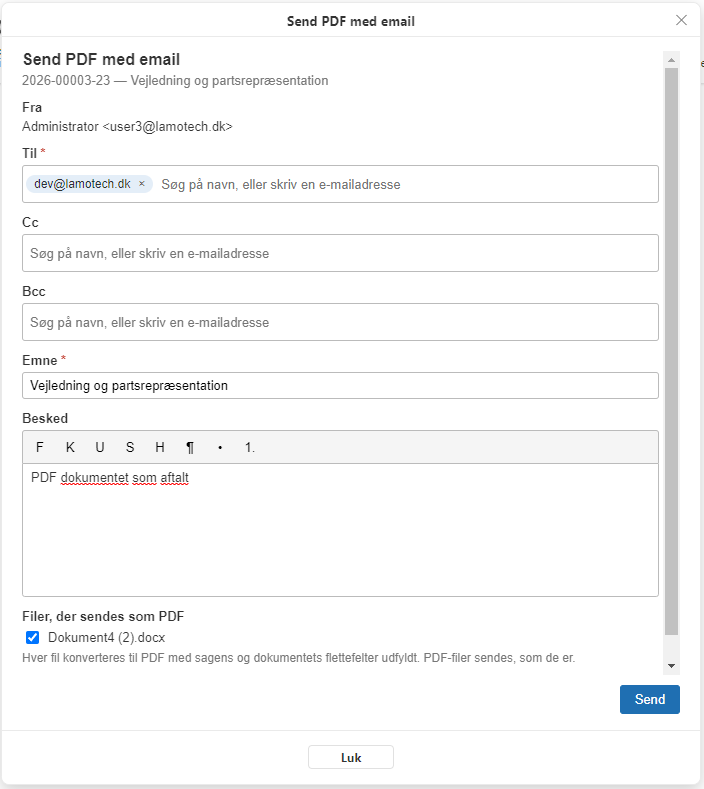 Send PDF med email
Send PDF med email
2026-00003-23 — Vejledning og partsrepræsentation
Fra
Administrator <user3@lamotech.dk>
Til *
dev@lamotech.dk × Søg på navn, eller skriv en e-mailadresse
Cc
Søg på navn, eller skriv en e-mailadresse
Bcc
Søg på navn, eller skriv en e-mailadresse
Emne *
Vejledning og partsrepræsentation
Besked
F K U S H ¶ • 1.
PDF dokumentet som aftalt
Filer, der sendes som PDF
Dokument4 (2).docx
Hver fil konverteres til PDF med sagens og dokumentets flettefelter udfyldt. PDF-filer sendes, som de er.
Send
Luk